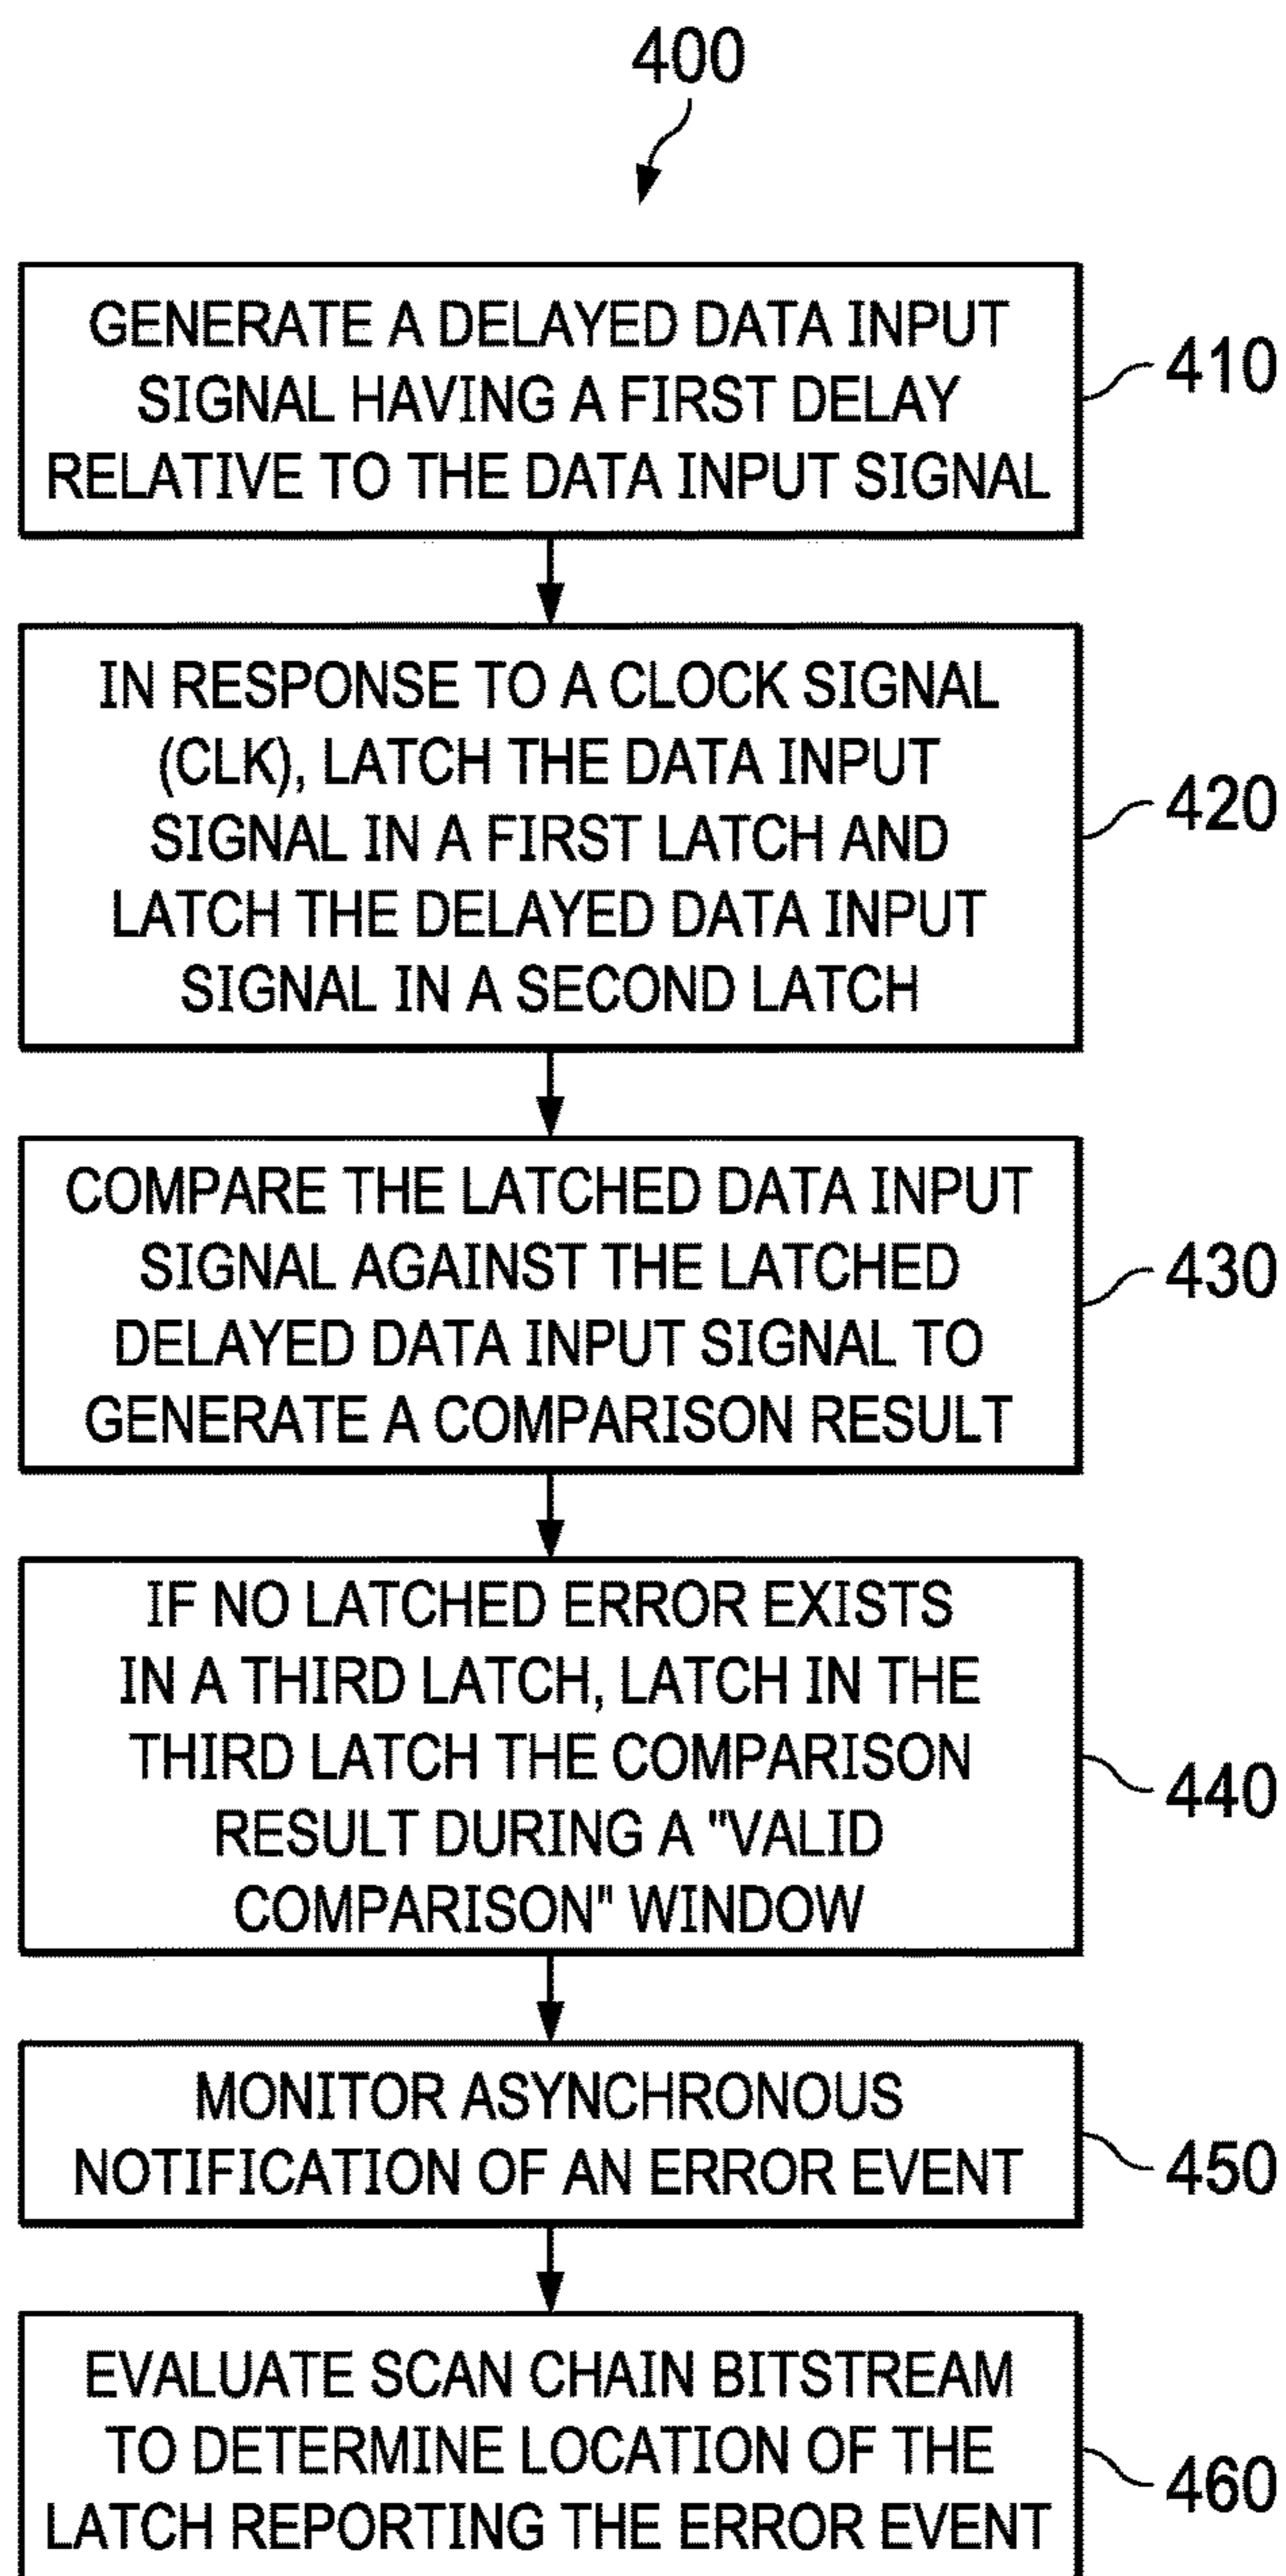 400
GENERATE A DELAYED DATA INPUT
SIGNAL HAVING A FIRST DELAY
RELATIVE TO THE DATA INPUT SIGNAL
410
IN RESPONSE TO A CLOCK SIGNAL
(CLK), LATCH THE DATA INPUT
SIGNAL IN A FIRST LATCH AND
LATCH THE DELAYED DATA INPUT
SIGNAL IN A SECOND LATCH
420
COMPARE THE LATCHED DATA INPUT
SIGNAL AGAINST THE LATCHED
DELAYED DATA INPUT SIGNAL TO
GENERATE A COMPARISON RESULT
430
IF NO LATCHED ERROR EXISTS
IN A THIRD LATCH, LATCH IN THE
THIRD LATCH THE COMPARISON
RESULT DURING A "VALID
COMPARISON" WINDOW
440
MONITOR ASYNCHRONOUS
NOTIFICATION OF AN ERROR EVENT
450
EVALUATE SCAN CHAIN BITSTREAM
TO DETERMINE LOCATION OF THE
LATCH REPORTING THE ERROR EVENT
460